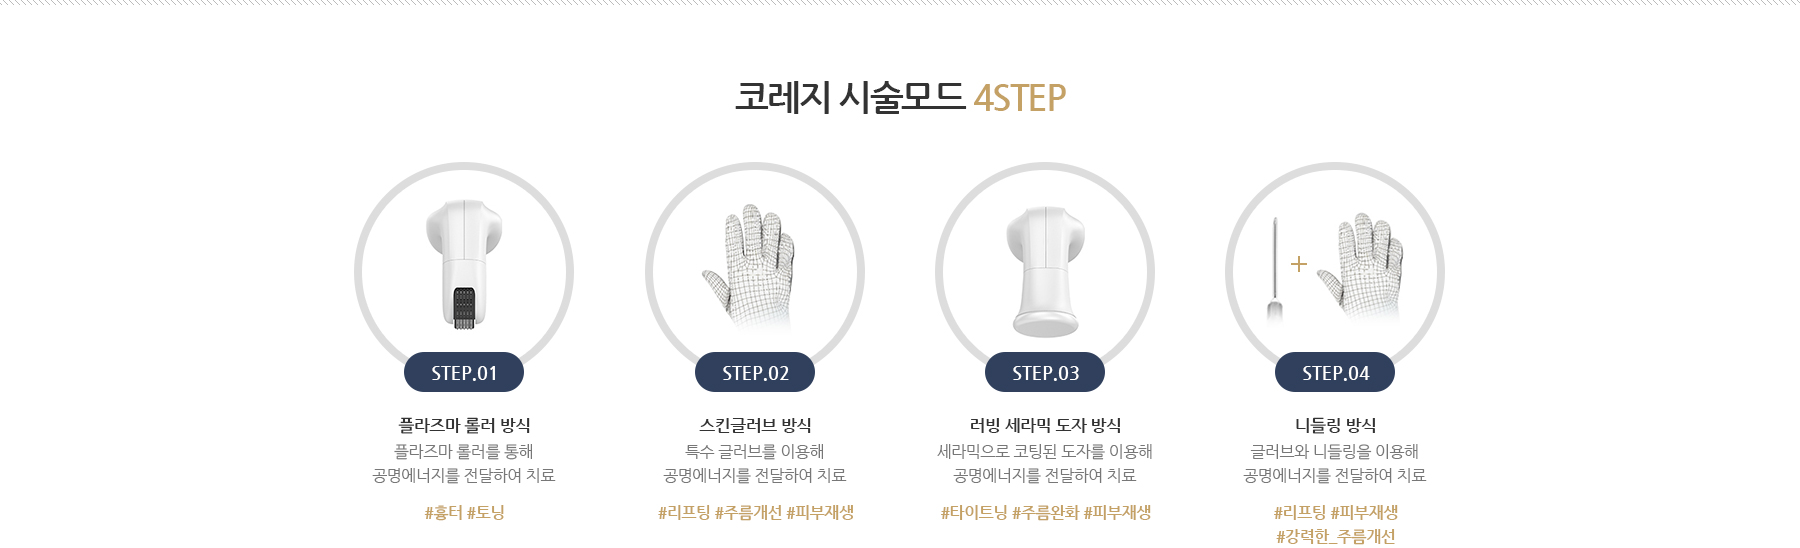 코레지 시술모드 4STEP
STEP.01
플라즈마 롤러 방식
플라즈마 롤러를 통해
공명에너지를 전달하여 치료
#흉터 #토닝
STEP.02
스킨글러브 방식
특수 글러브를 이용해
공명에너지를 전달하여 치료
#리프팅 #주름개선 #피부재생
STEP.03
러빙 세라믹 도자 방식
세라믹으로 코팅된 도자를 이용해
공명에너지를 전달하여 치료
#타이트닝 #주름완화 #피부재생
STEP.04
니들링 방식
글러브와 니들링을 이용해
공명에너지를 전달하여 치료
#리프팅 #피부재생
#강력한_주름개선